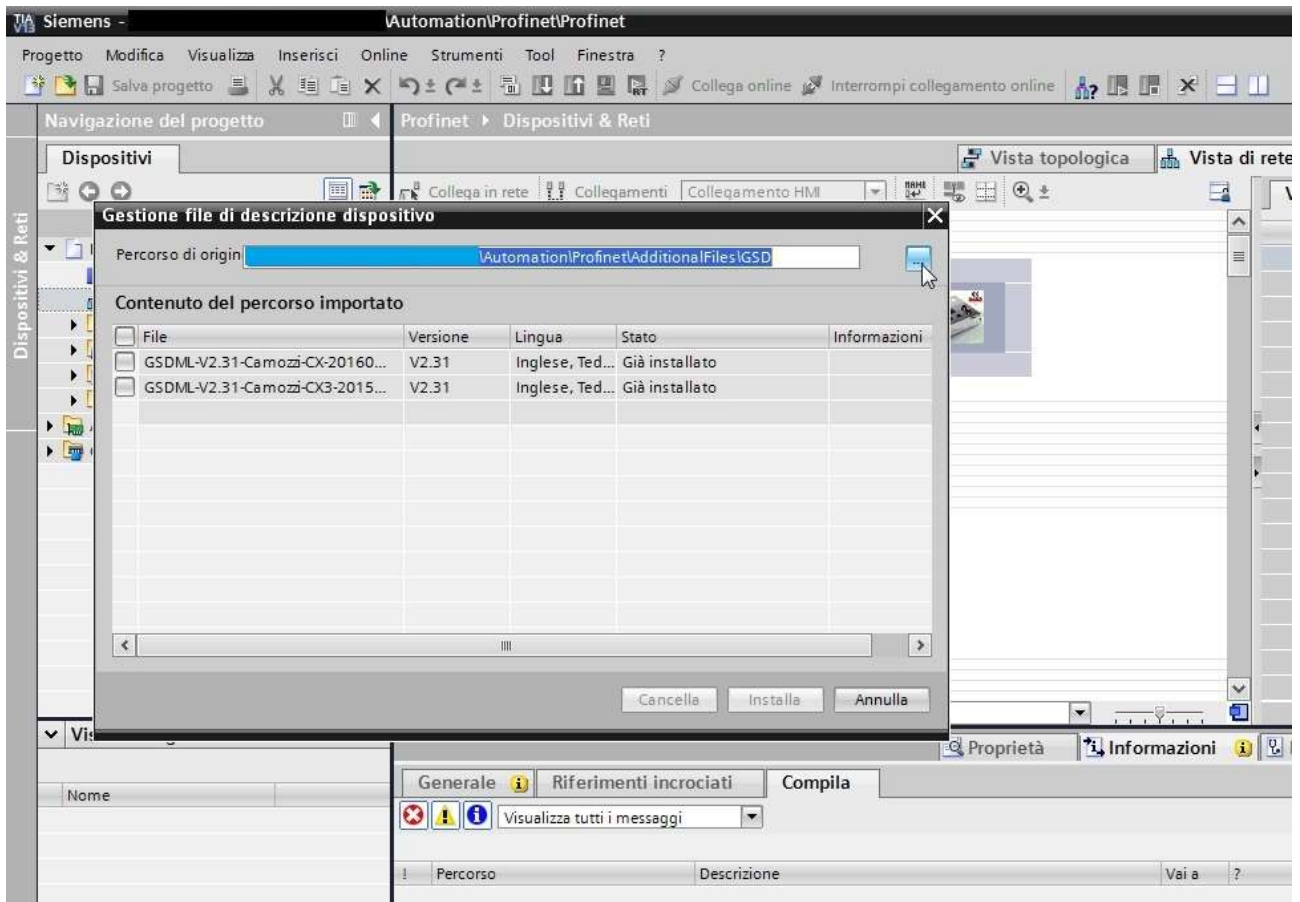 TIA V13 Siemens - \Automation\Profinet\Profinet
Progetto Modifica Visualizza Inserisci Online Strumenti Tool Finestra ?
Salva progetto Collega online Interrompi collegamento online
Navigazione del progetto Profinet Dispositivi & Reti
Dispositivi Vista topologica Vista di rete
Collega in rete Collegamenti Collegamento HMI
Dispositivi & Reti
Gestione file di descrizione dispositivo
Percorso di origin \Automation\Profinet\AdditionalFiles\GSD ...
Contenuto del percorso importato
File Versione Lingua Stato Informazioni
GSDML-V2.31-Camozzi-CX-20160... V2.31 Inglese, Ted... Già installato
GSDML-V2.31-Camozzi-CX3-2015... V2.31 Inglese, Ted... Già installato
Cancella Installa Annulla
Proprietà Informazioni
Generale Riferimenti incrociati Compila
Nome
Visualizza tutti i messaggi
! Percorso Descrizione Vai a ?